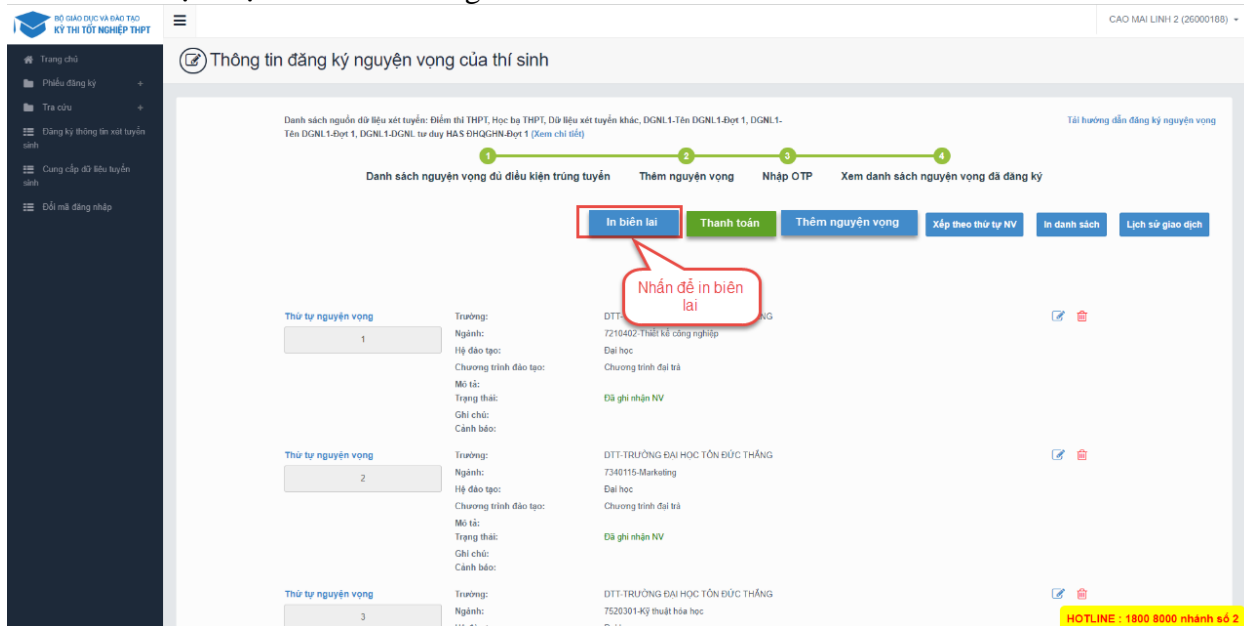 BỘ GIÁO DỤC VÀ ĐÀO TẠO
KỲ THI TỐT NGHIỆP THPT
CAO MAI LINH 2 (26000188)
Trang chủ
Phiếu đăng ký +
Tra cứu +
Đăng ký thông tin xét tuyển sinh
Cung cấp dữ liệu tuyển sinh
Đổi mã đăng nhập
Thông tin đăng ký nguyện vọng của thí sinh
Danh sách nguồn dữ liệu xét tuyển: Điểm thi THPT, Học bạ THPT, Dữ liệu xét tuyển khác, DGNL1-Tên DGNL1-Đợt 1, DGNL1-
Tên DGNL1-Đợt 1, DGNL1-DGNL tư duy HAS ĐHQGHN-Đợt 1 (Xem chi tiết)
Tải hướng dẫn đăng ký nguyện vọng
1 2 3 4
Danh sách nguyện vọng đủ điều kiện trúng tuyển Thêm nguyện vọng Nhập OTP Xem danh sách nguyện vọng đã đăng ký
In biên lai Thanh toán Thêm nguyện vọng Xếp theo thứ tự NV In danh sách Lịch sử giao dịch
Nhấn để in biên
lai
Thứ tự nguyện vọng
1
Trường: DTT-
Ngành: 7210402-Thiết kế công nghiệp
Hệ đào tạo: Đại học
Chương trình đào tạo: Chương trình đại trà
Mô tả:
Trạng thái: Đã ghi nhận NV
Ghi chú:
Cảnh báo:
Thứ tự nguyện vọng
2
Trường: DTT-TRƯỜNG ĐẠI HỌC TÔN ĐỨC THẮNG
Ngành: 7340115-Marketing
Hệ đào tạo: Đại học
Chương trình đào tạo: Chương trình đại trà
Mô tả:
Trạng thái: Đã ghi nhận NV
Ghi chú:
Cảnh báo:
Thứ tự nguyện vọng
3
Trường: DTT-TRƯỜNG ĐẠI HỌC TÔN ĐỨC THẮNG
Ngành: 7520301-Kỹ thuật hóa học
HOTLINE : 1800 8000 nhánh số 2